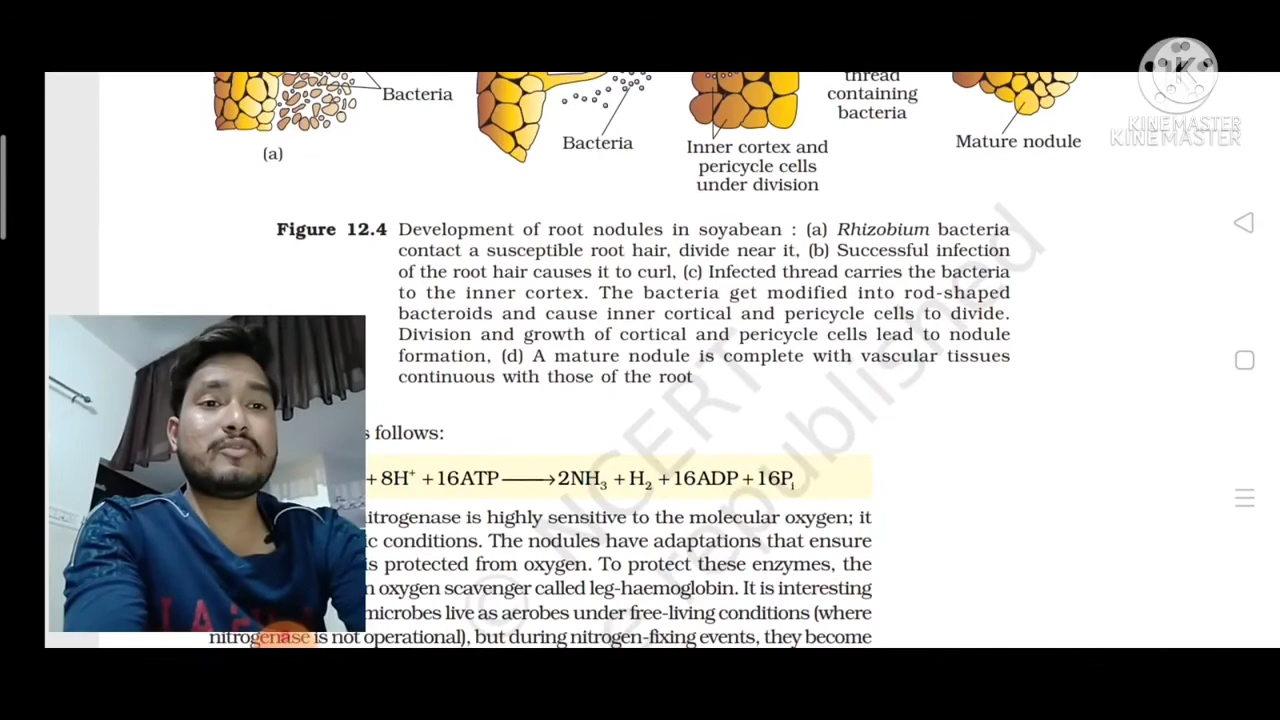 Bacteria
(a)
Bacteria
Inner cortex and
pericycle cells
under division
thread
containing
bacteria
Mature nodule
KINEMASTER
KINEMASTER
Figure 12.4 Development of root nodules in soyabean : (a) Rhizobium bacteria
contact a susceptible root hair, divide near it, (b) Successful infection
of the root hair causes it to curl, (c) Infected thread carries the bacteria
to the inner cortex. The bacteria get modified into rod-shaped
bacteroids and cause inner cortical and pericycle cells to divide.
Division and growth of cortical and pericycle cells lead to nodule
formation, (d) A mature nodule is complete with vascular tissues
continuous with those of the root
s follows:
+ 8H⁺ + 16ATP ⟶ 2NH₃ + H₂ + 16ADP + 16Pᵢ
itrogenase is highly sensitive to the molecular oxygen; it
ic conditions. The nodules have adaptations that ensure
is protected from oxygen. To protect these enzymes, the
n oxygen scavenger called leg-haemoglobin. It is interesting
microbes live as aerobes under free-living conditions (where
nitrogenase is not operational), but during nitrogen-fixing events, they become
© NCERT
republished